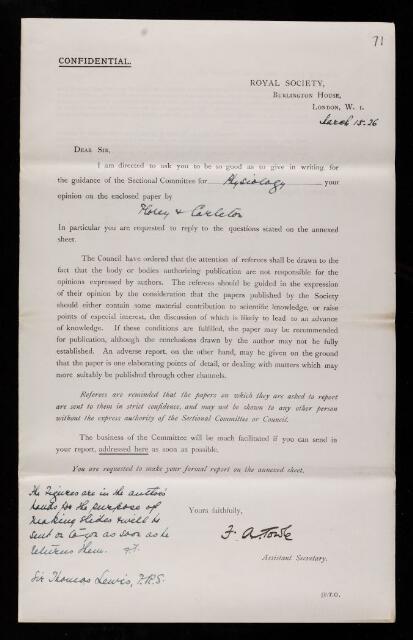 71
CONFIDENTIAL.
ROYAL SOCIETY,
BURLINGTON HOUSE,
LONDON, W. 1.
March 18. 26
DEAR SIR,
I am directed to ask you to be so good as to give in writing, for
the guidance of the Sectional Committee for Physiology your
opinion on the enclosed paper by
Florey & Carleton
In particular you are requested to reply to the questions stated on the annexed
sheet.
The Council have ordered that the attention of referees shall be drawn to the
fact that the body or bodies authorizing publication are not responsible for the
opinions expressed by authors. The referees should be guided in the expression
of their opinion by the consideration that the papers published by the Society
should either contain some material contribution to scientific knowledge, or raise
points of especial interest, the discussion of which is likely to lead to an advance
of knowledge. If these conditions are fulfilled, the paper may be recommended
for publication, although the conclusions drawn by the author may not be fully
established. An adverse report, on the other hand, may be given on the ground
that the paper is one elaborating points of detail, or dealing with matters which may
more suitably be published through other channels.
Referees are reminded that the papers on which they are asked to report
are sent to them in strict confidence, and may not be shown to any other person
without the express authority of the Sectional Committee or Council.
The business of the Committee will be much facilitated if you can send in
your report, addressed here as soon as possible.
You are requested to make your formal report on the annexed sheet.
The Figures are in the author's
hands for the purpose of
making slides & will be
sent on to you as soon as he
returns them. FT.
Yours faithfully,
F. A. Towle
Assistant Secretary.
Sir Thomas Lewis, F.R.S.
P.T.O.